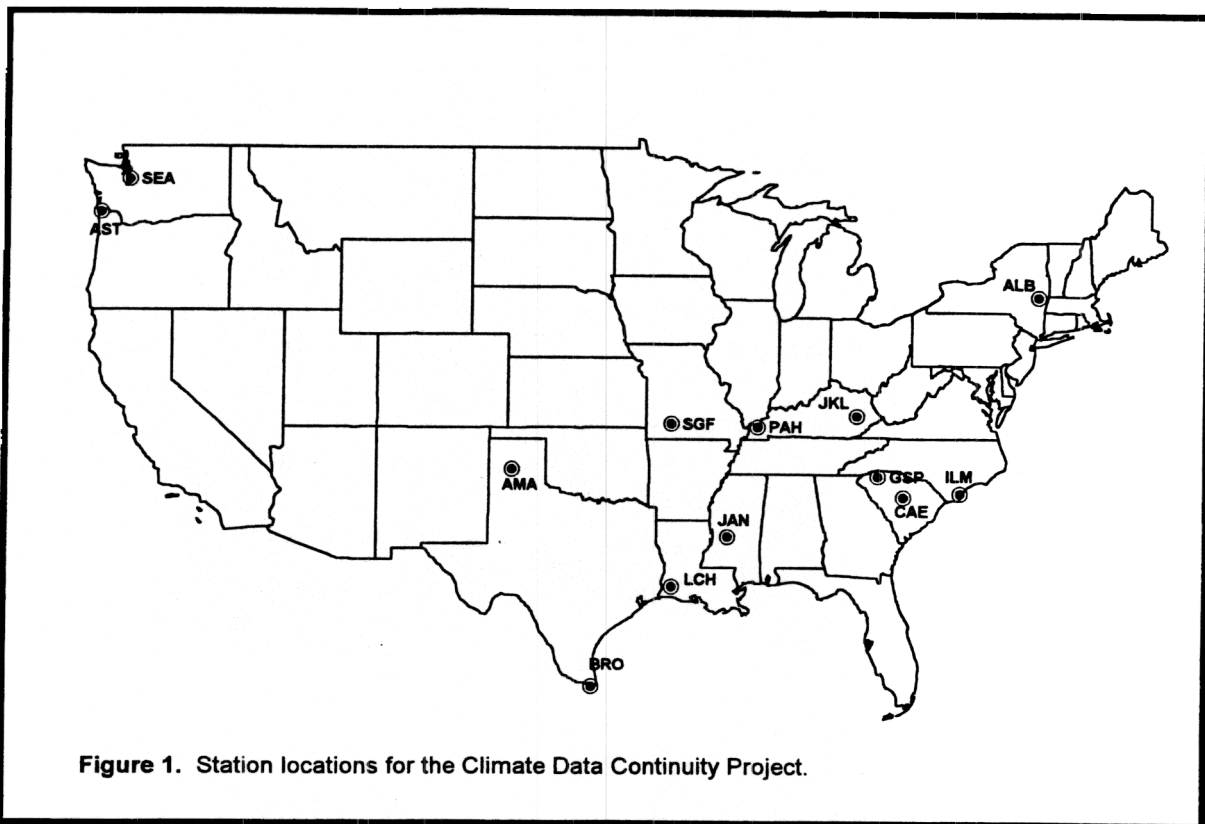 SEA
AST
ALB
JKL
SGF
PAH
AMA
GSP
ILM
CAE
JAN
LCH
BRO
Figure 1. Station locations for the Climate Data Continuity Project.